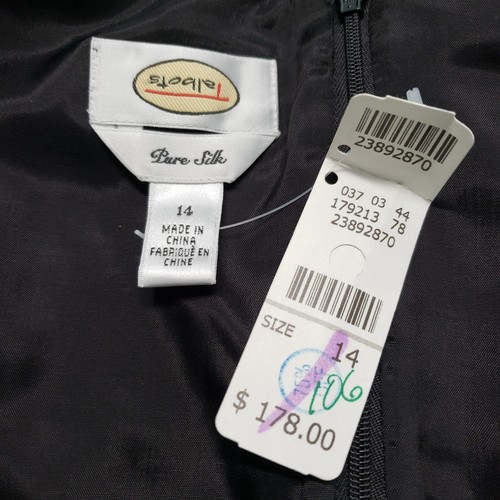 Talbots
Pure Silk
14
MADE IN
CHINA
FABRIQUÉ EN
CHINE
23892870
037 03 44
179213 78
23892870
SIZE
14
106
$ 178.00